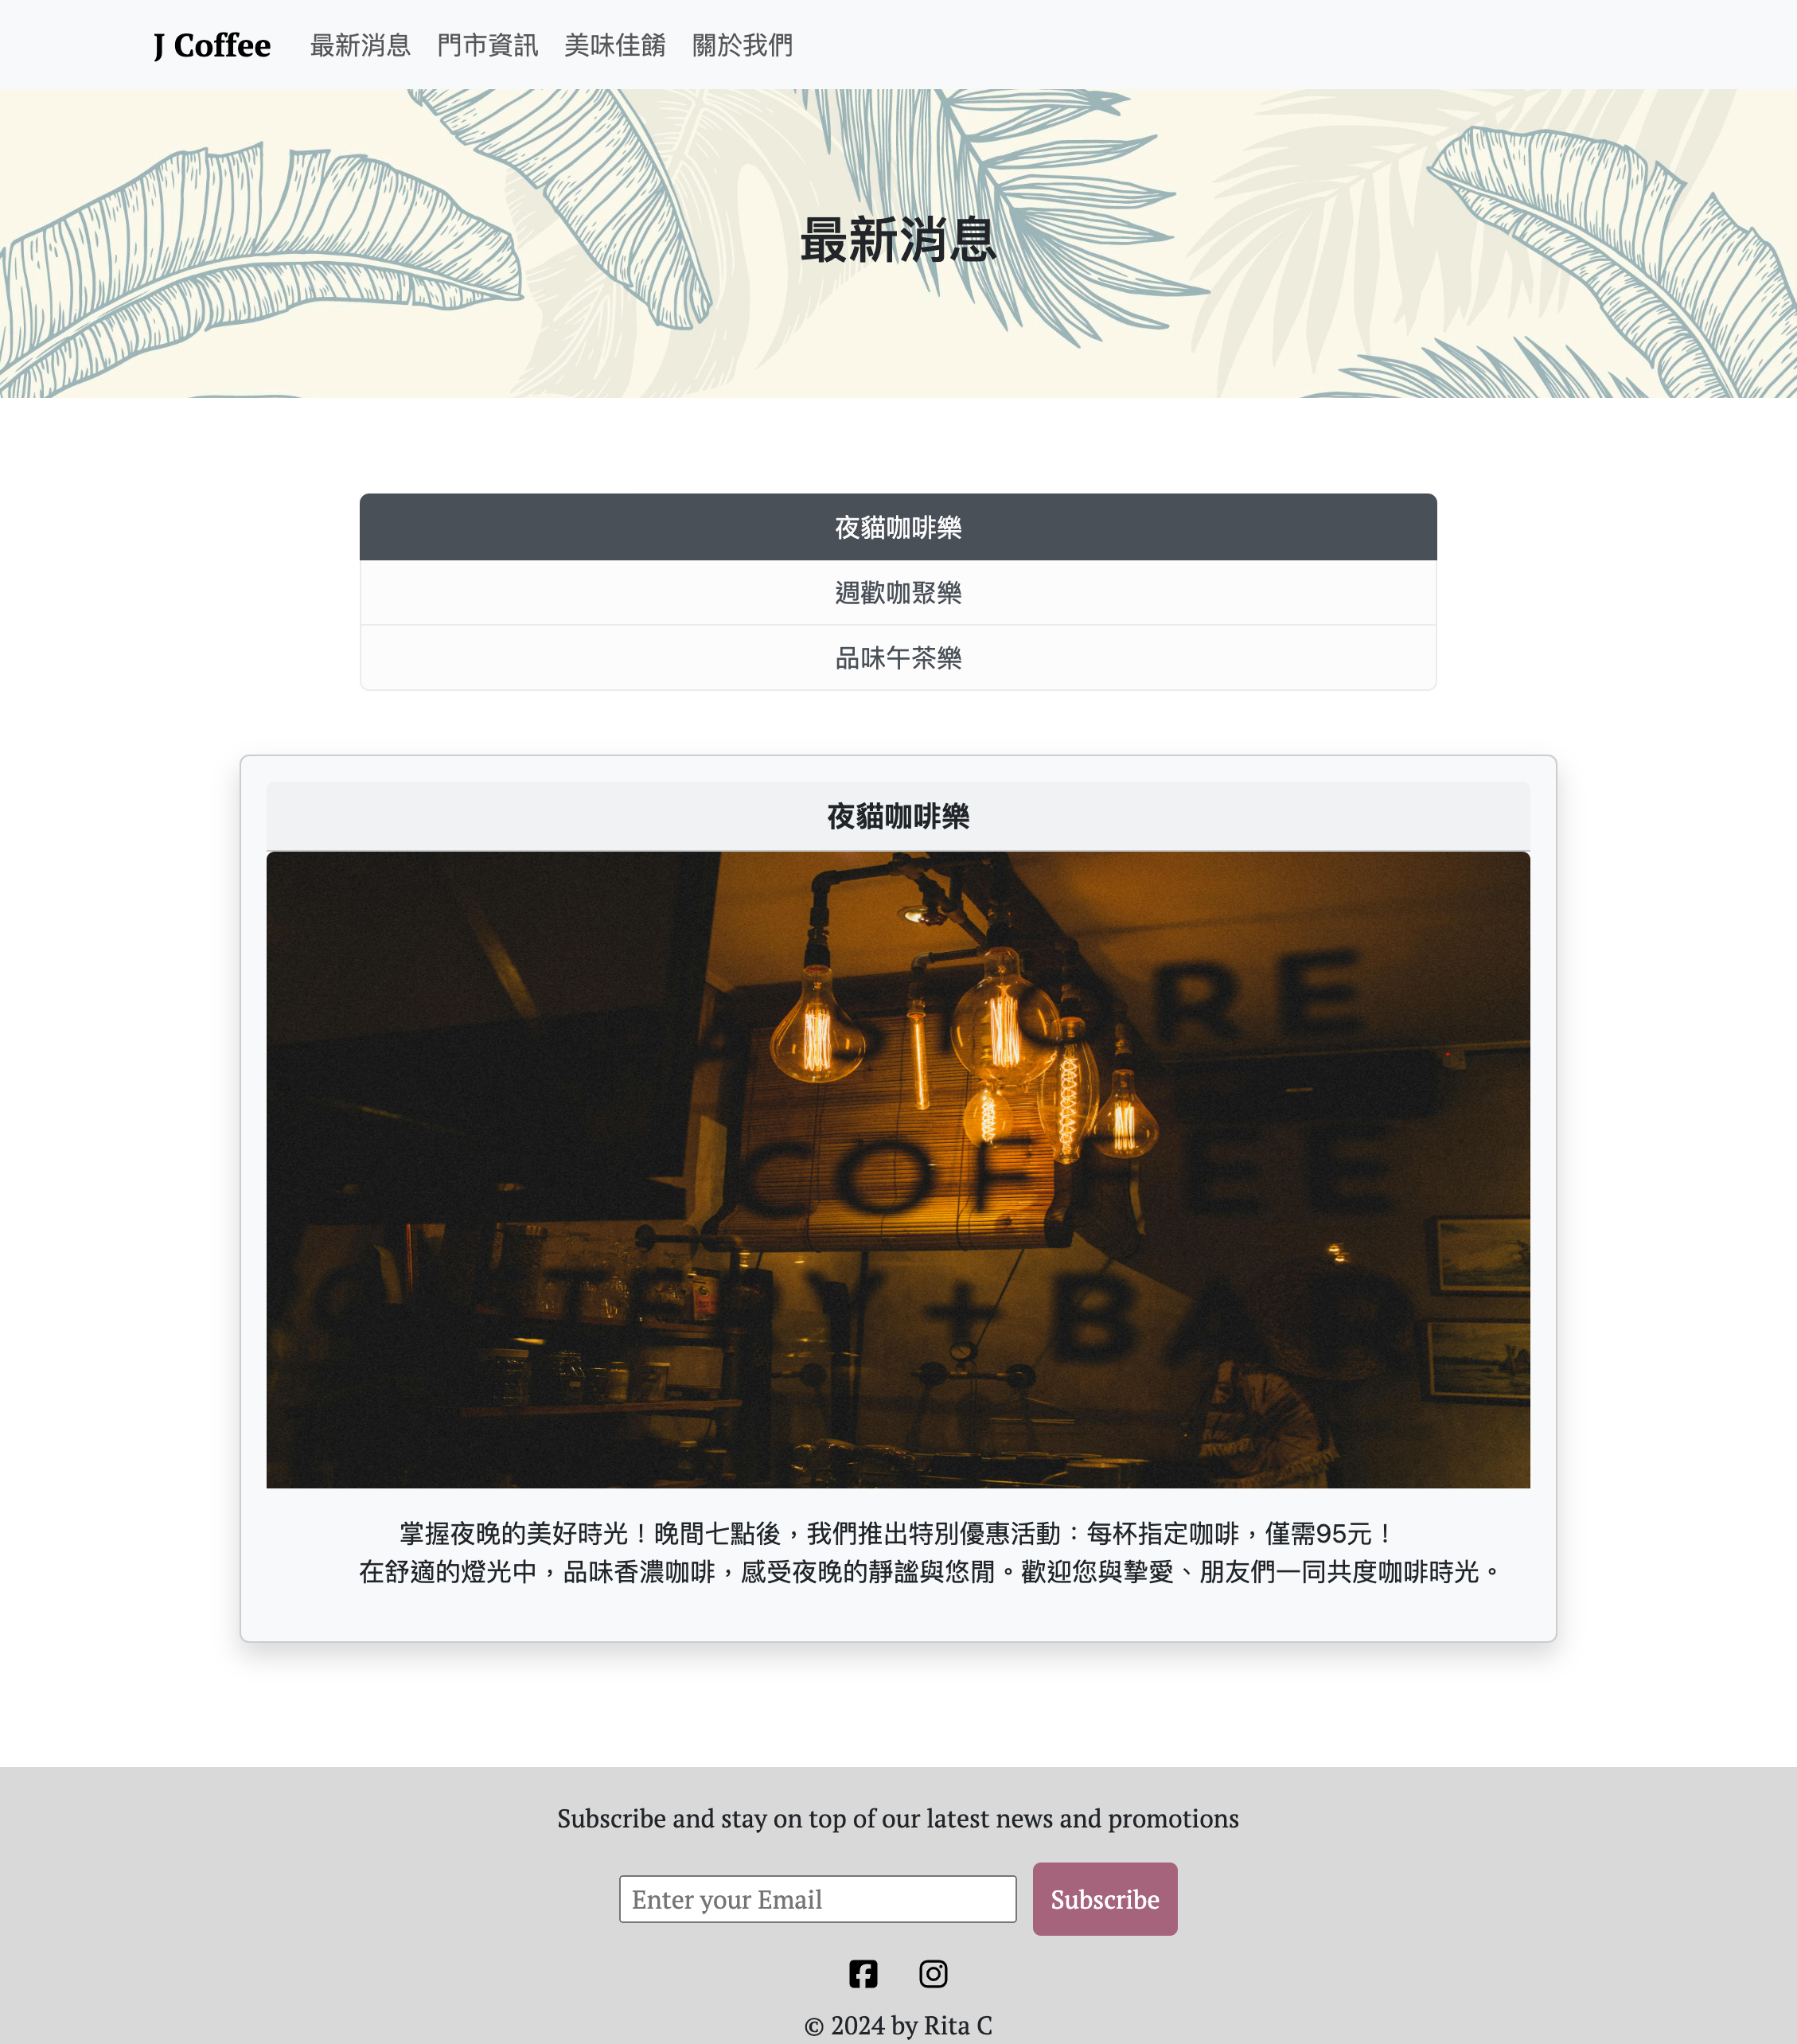 J Coffee 最新消息 門市資訊 美味佳餚 關於我們
最新消息
夜貓咖啡樂
週歡咖聚樂
品味午茶樂
夜貓咖啡樂
ORE
COFFEE
+ BAR
掌握夜晚的美好時光！晚間七點後，我們推出特別優惠活動：每杯指定咖啡，僅需95元！
在舒適的燈光中，品味香濃咖啡，感受夜晚的靜謐與悠閒。歡迎您與摯愛、朋友們一同共度咖啡時光。
Subscribe and stay on top of our latest news and promotions
Enter your Email Subscribe
© 2024 by Rita C